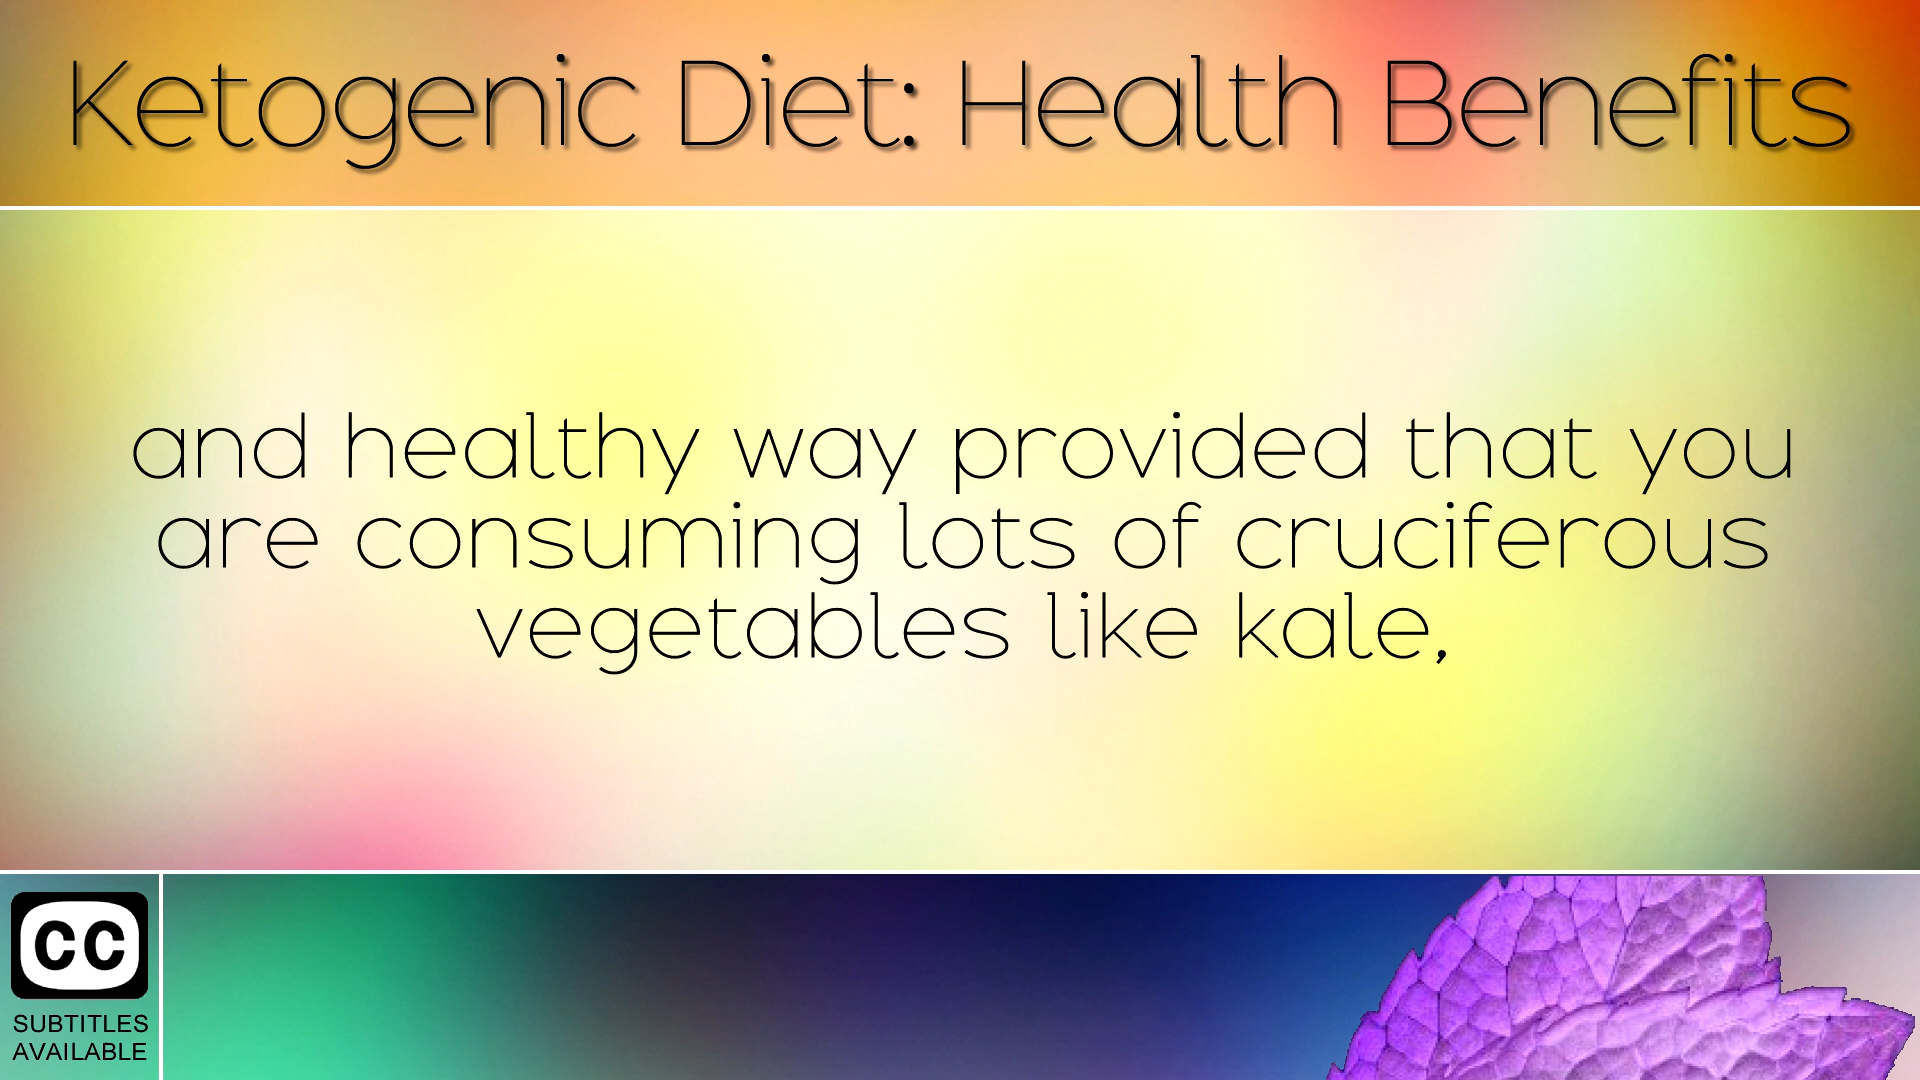 Ketogenic Diet: Health Benefits
and healthy way provided that you
are consuming lots of cruciferous
vegetables like kale,
CC
SUBTITLES
AVAILABLE